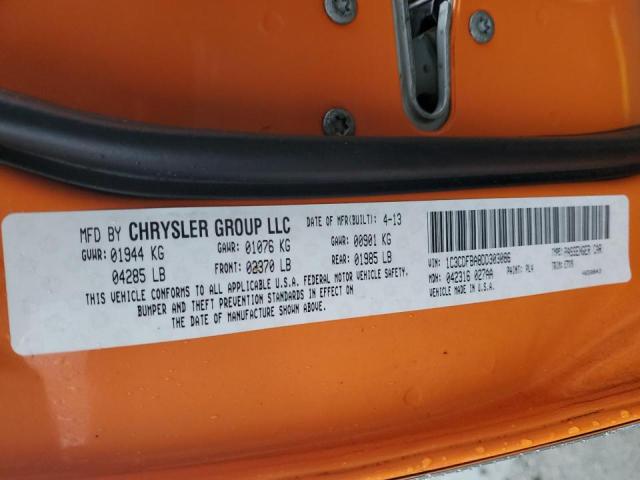 MFD BY CHRYSLER GROUP LLC DATE OF MFR(BUILT): 4-13
GVWR: 01944 KG GAWR: 01076 KG GAWR: 00901 KG
04285 LB FRONT: 02370 LB REAR: 01985 LB
THIS VEHICLE CONFORMS TO ALL APPLICABLE U.S.A. FEDERAL MOTOR VEHICLE SAFETY,
BUMPER AND THEFT PREVENTION STANDARDS IN EFFECT ON
THE DATE OF MANUFACTURE SHOWN ABOVE.
VIN: 1C3CDFBA8DD303086 TYPE: PASSENGER CAR
MDH: 042316 027AA PAINT: PL4 TRIM:
VEHICLE MADE IN U.S.A.